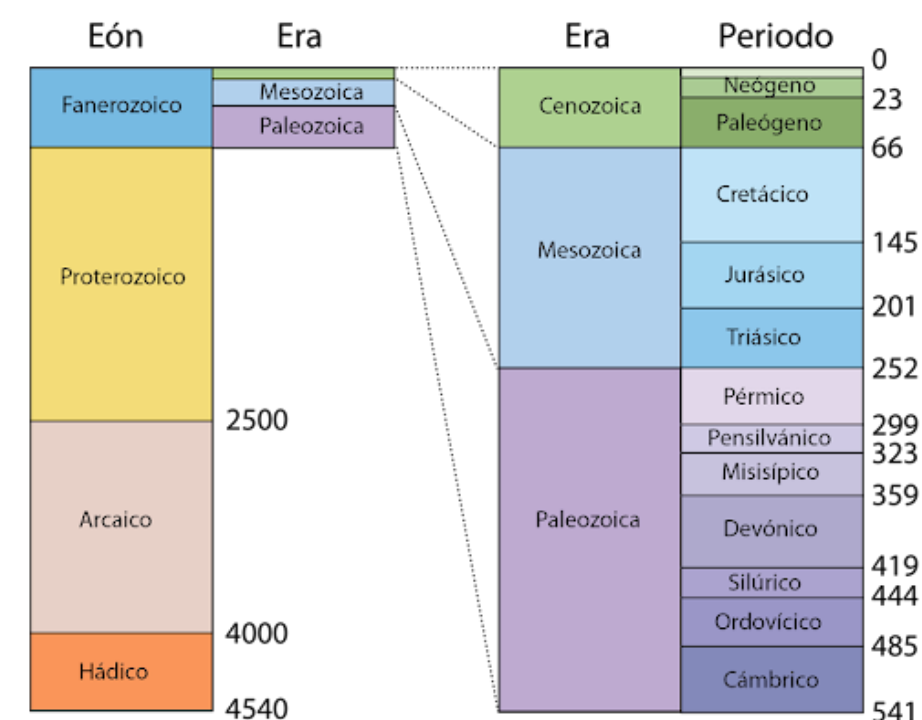 Eón
Era
Era
Periodo
Fanerozoico
Mesozoica
Paleozoica
Proterozoico
2500
Arcaico
4000
Hádico
4540
Cenozoica
Mesozoica
Paleozoica
0
Neógeno
23
Paleógeno
66
Cretácico
145
Jurásico
201
Triásico
252
Pérmico
299
Pensilvánico
323
Misisípico
359
Devónico
419
Silúrico
444
Ordovícico
485
Cámbrico
541